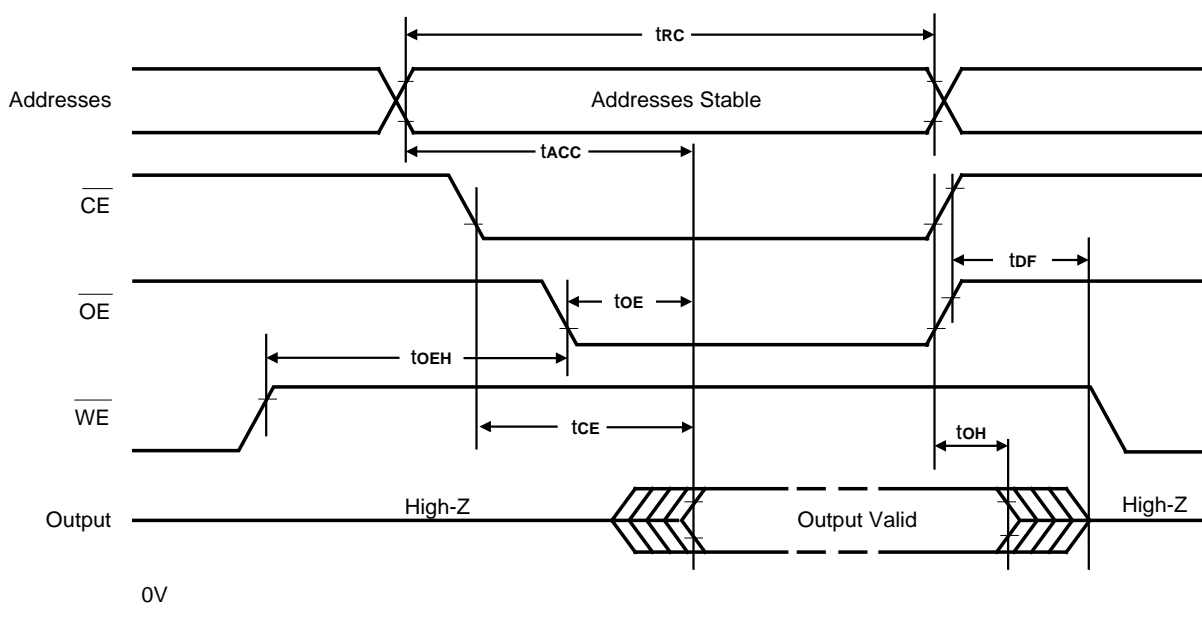 tRC
Addresses
Addresses Stable
tACC
CE
tDF
OE
tOE
tOEH
WE
tCE
tOH
High-Z
Output
Output Valid
High-Z
0V